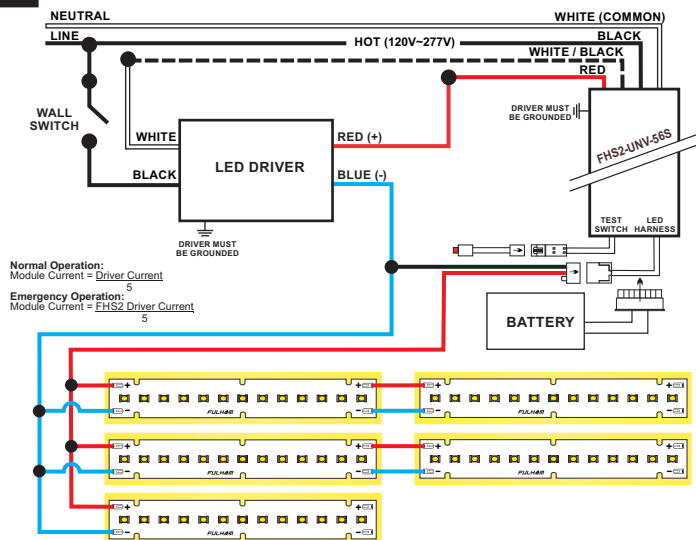 NEUTRAL
WHITE (COMMON)
LINE
HOT (120V~277V)
BLACK
WHITE / BLACK
RED
DRIVER MUST
BE GROUNDED
WALL
SWITCH
WHITE
RED (+)
LED DRIVER
BLACK
BLUE (-)
FHS2-UNV-56S
TEST
SWITCH
LED
HARNESS
DRIVER MUST
BE GROUNDED
Normal Operation:
Module Current = Driver Current
5
Emergency Operation:
Module Current = FHS2 Driver Current
5
BATTERY
+ +
- -
FULHAM
+ +
- -
FULHAM
+ +
- -
FULHAM
+ +
- -
FULHAM
+ +
- -
FULHAM